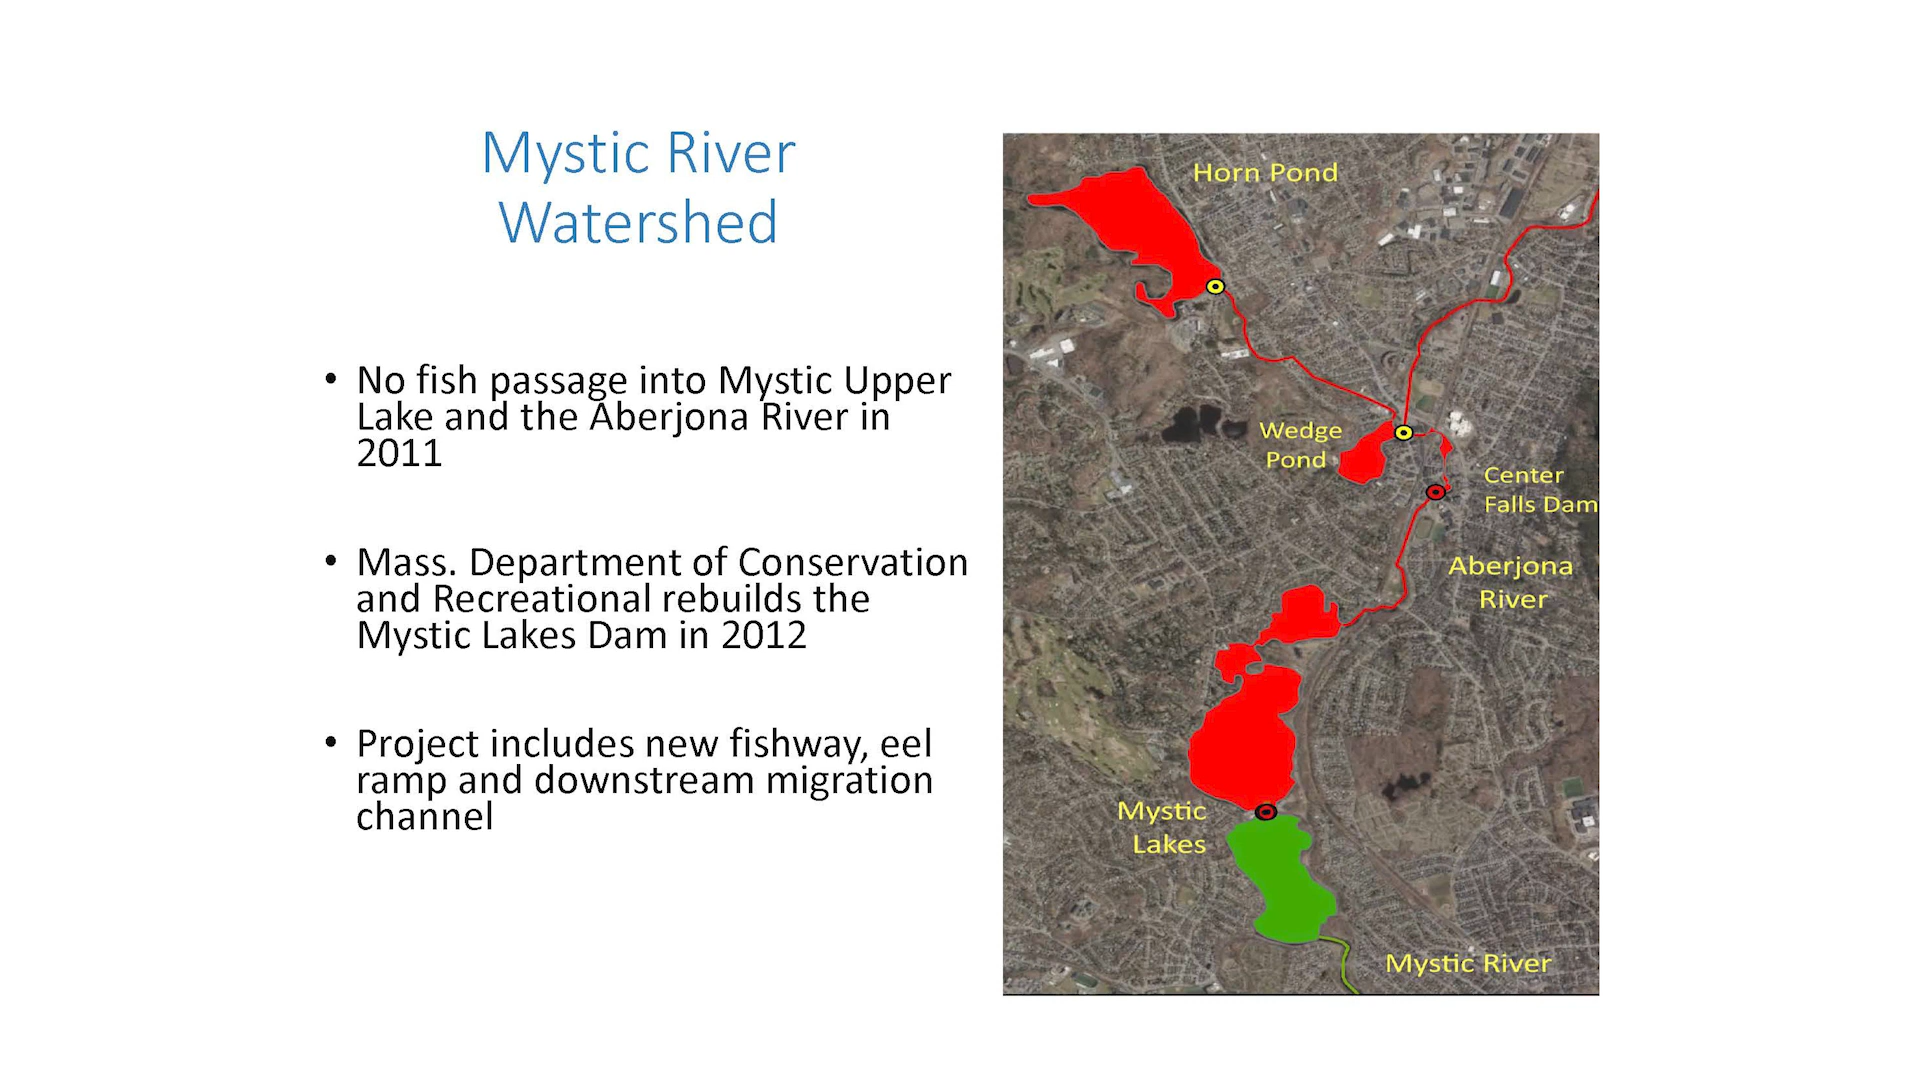 Mystic River
Watershed
• No fish passage into Mystic Upper
Lake and the Aberjona River in
2011
• Mass. Department of Conservation
and Recreational rebuilds the
Mystic Lakes Dam in 2012
• Project includes new fishway, eel
ramp and downstream migration
channel
Horn Pond
Wedge
Pond
Center
Falls Dam
Aberjona
River
Mystic
Lakes
Mystic River